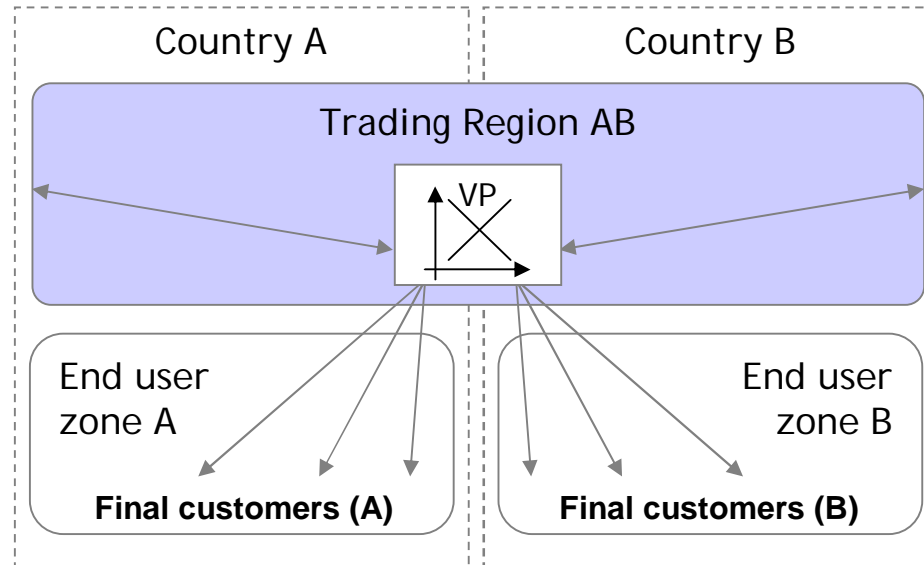 Country A
Country B
Trading Region AB
VP
End user
zone A
End user
zone B
Final customers (A)
Final customers (B)